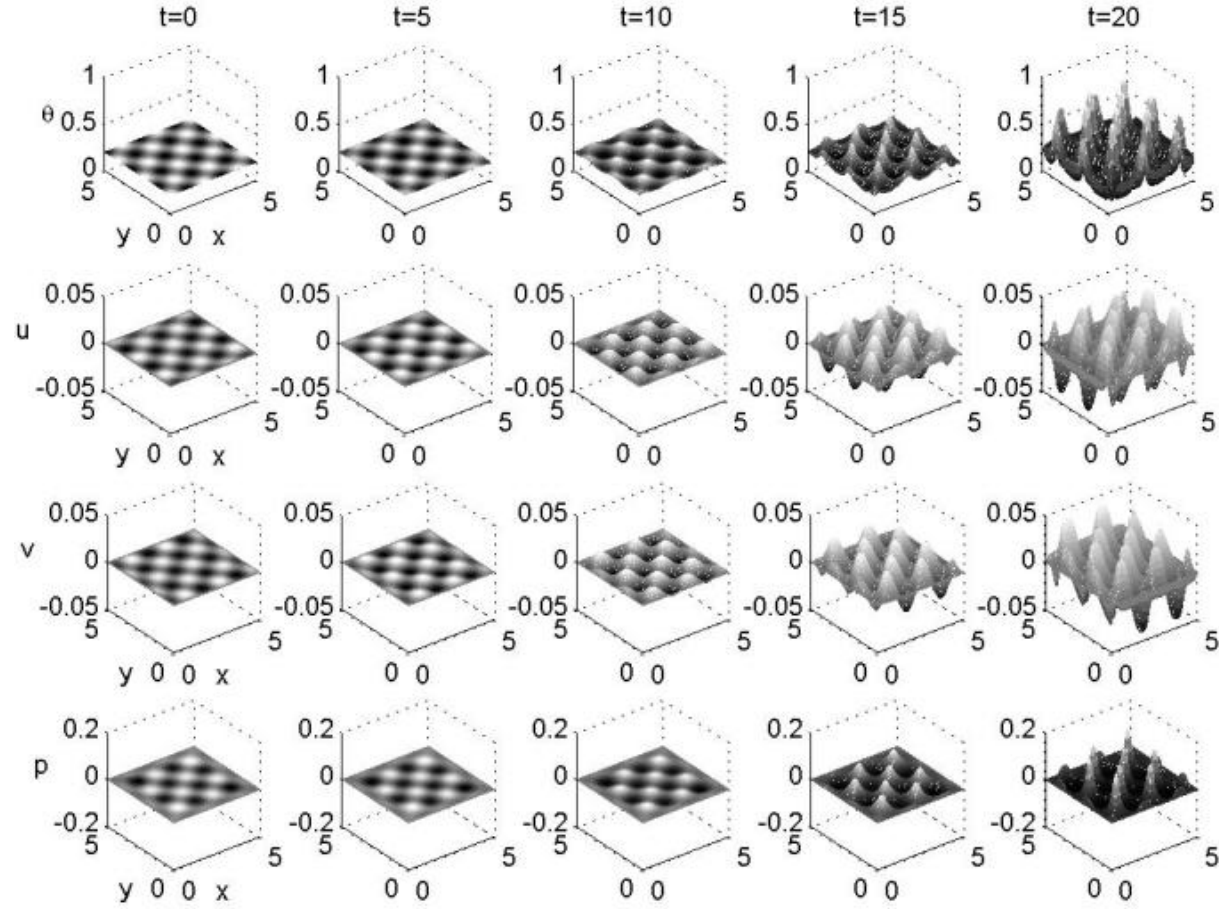 t=0 t=5 t=10 t=15 t=20
1 1 1 1 1
θ 0.5 0.5 0.5 0.5 0.5
0 0 0 0 0
5 5 5 5 5 5 5 5 5 5
y 0 0 x 0 0 0 0 0 0 0 0
0.05 0.05 0.05 0.05 0.05
u 0 0 0 0 0
-0.05 -0.05 -0.05 -0.05 -0.05
5 5 5 5 5 5 5 5 5 5
y 0 0 x 0 0 0 0 0 0 0 0
0.05 0.05 0.05 0.05 0.05
v 0 0 0 0 0
-0.05 -0.05 -0.05 -0.05 -0.05
5 5 5 5 5 5 5 5 5 5
y 0 0 x 0 0 0 0 0 0 0 0
0.2 0.2 0.2 0.2 0.2
p 0 0 0 0 0
-0.2 -0.2 -0.2 -0.2 -0.2
5 5 5 5 5 5 5 5 5 5
y 0 0 x 0 0 0 0 0 0 0 0